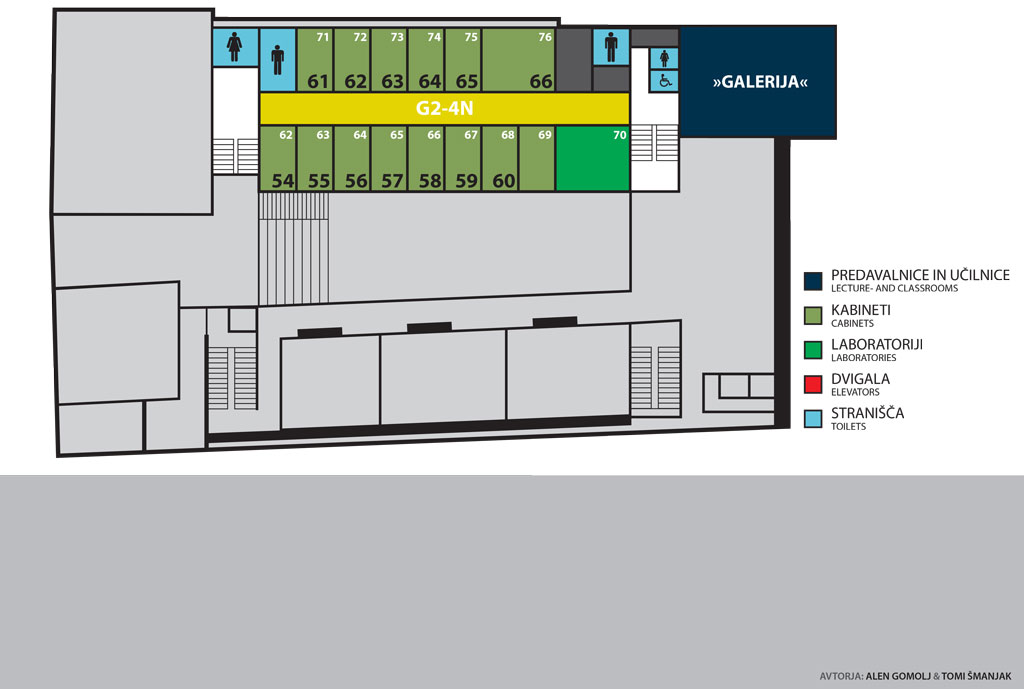 71 72 73 74 75 76
61 62 63 64 65 66
»GALERIJA«
G2-4N
62 63 64 65 66 67 68 69 70
54 55 56 57 58 59 60
PREDAVALNICE IN UČILNICE
LECTURE- AND CLASSROOMS
KABINETI
CABINETS
LABORATORIJI
LABORATORIES
DVIGALA
ELEVATORS
STRANIŠČA
TOILETS
AVTORJA: ALEN GOMOLJ & TOMI ŠMANJAK